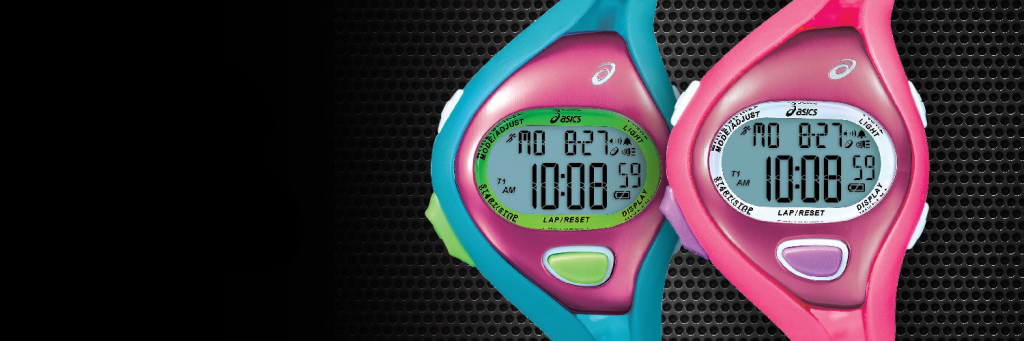 asics
MODE/ADJUST
LIGHT
MO 8-27
T1
AM
10:08 59
START/STOP
DISPLAY
LAP/RESET
asics
MODE/ADJUST
LIGHT
MO 8-27
T1
AM
10:08 59
START/STOP
DISPLAY
LAP/RESET